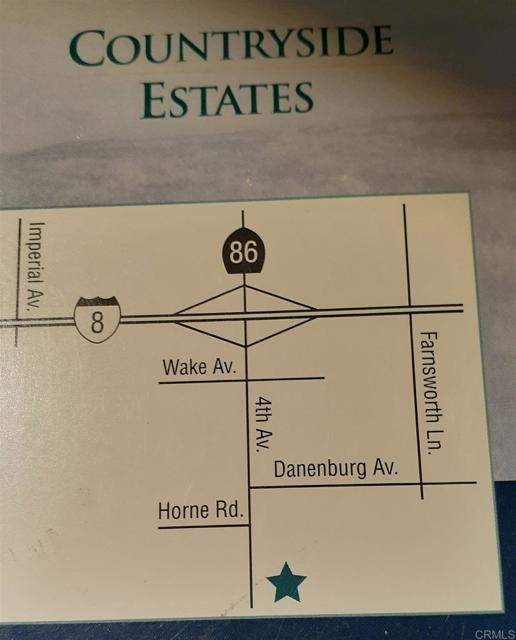 COUNTRYSIDE
ESTATES
Imperial Av.
86
8
Wake Av.
4th Av.
Farnsworth Ln.
Danenburg Av.
Horne Rd.
CRMLS